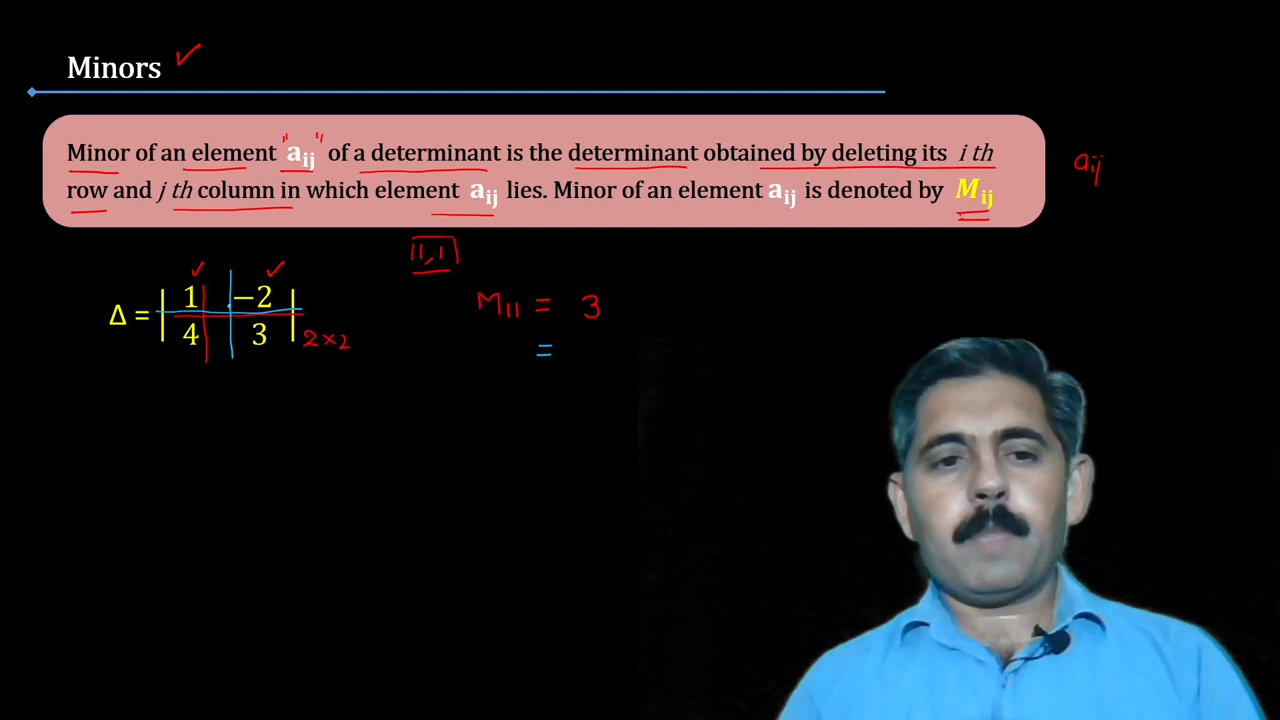 Minors
Minor of an element "aij" of a determinant is the determinant obtained by deleting its i th
row and j th column in which element aij lies. Minor of an element aij is denoted by Mij
aij
11,1
Δ = | 1 −2 |
| 4 3 | 2×2
M11 = 3
=